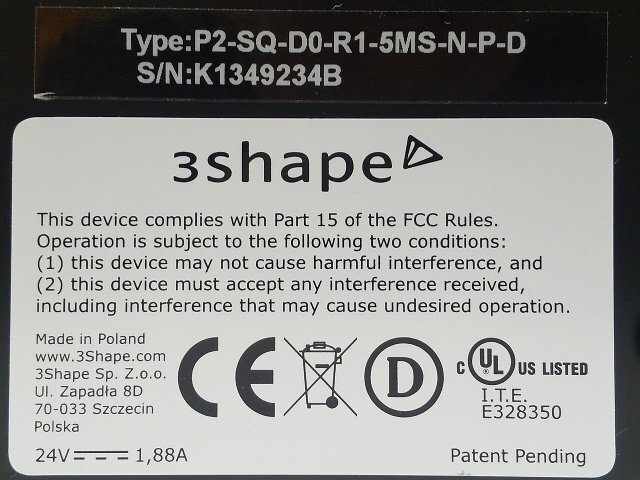 Type:P2-SQ-D0-R1-5MS-N-P-D
S/N:K1349234B
3shape
This device complies with Part 15 of the FCC Rules.
Operation is subject to the following two conditions:
(1) this device may not cause harmful interference, and
(2) this device must accept any interference received,
including interference that may cause undesired operation.
Made in Poland
www.3Shape.com
3Shape Sp. Z.o.o.
Ul. Zapadła 8D
70-033 Szczecin
Polska
CE
D
C UL US LISTED
I.T.E.
E328350
24V 1,88A
Patent Pending